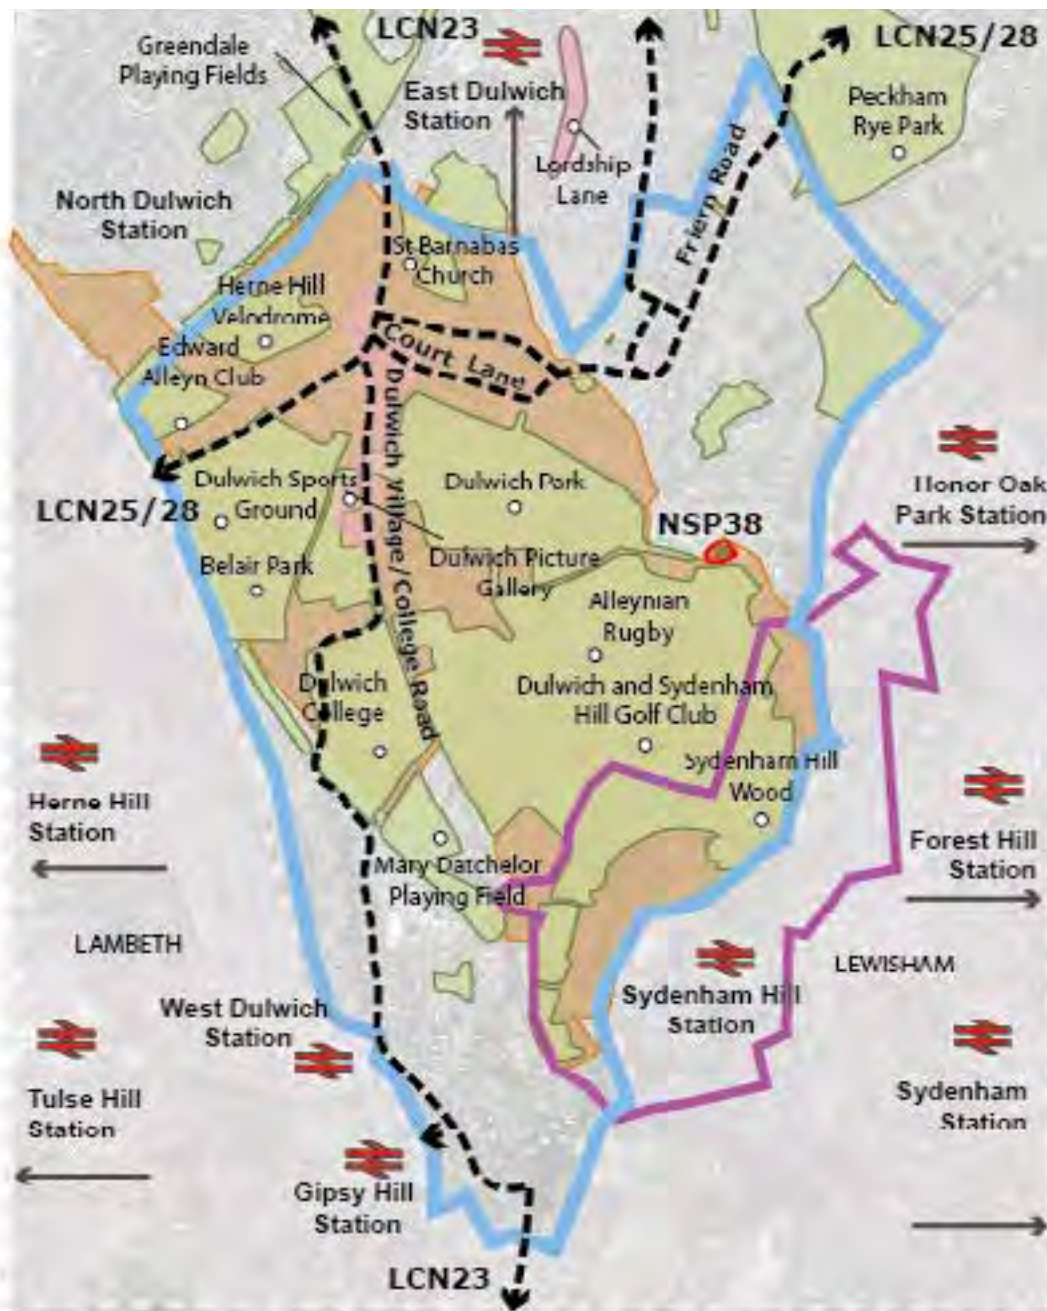 LCN23
LCN25/28
Greendale
Playing Fields
East Dulwich
Station
Peckham
Rye Park
Lordship
Lane
Friern Road
North Dulwich
Station
St Barnabas
Church
Herne Hill
Velodrome
Edward
Alleyn Club
Court Lane
Dulwich Village/College Road
LCN25/28
Dulwich Sports
Ground
Dulwich Park
Honor Oak
Park Station
NSP38
Belair Park
Dulwich Picture
Gallery
Alleynian
Rugby
Dulwich
College
Dulwich and Sydenham
Hill Golf Club
Sydenham Hill
Wood
Herne Hill
Station
Forest Hill
Station
Mary Datchelor
Playing Field
LAMBETH
LEWISHAM
West Dulwich
Station
Sydenham Hill
Station
Tulse Hill
Station
Sydenham
Station
Gipsy Hill
Station
LCN23